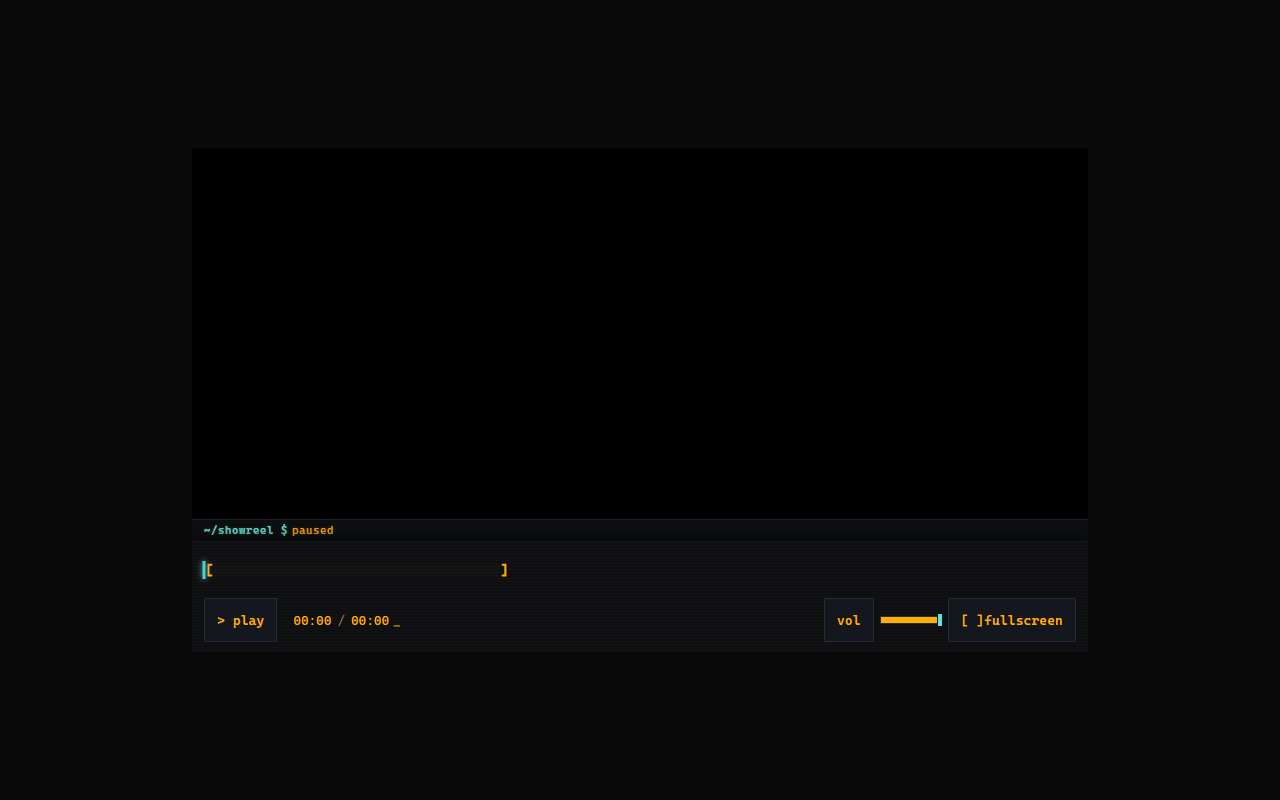 ~/showreel $ paused
[ ]
> play 00:00 / 00:00 _ vol [ ]fullscreen